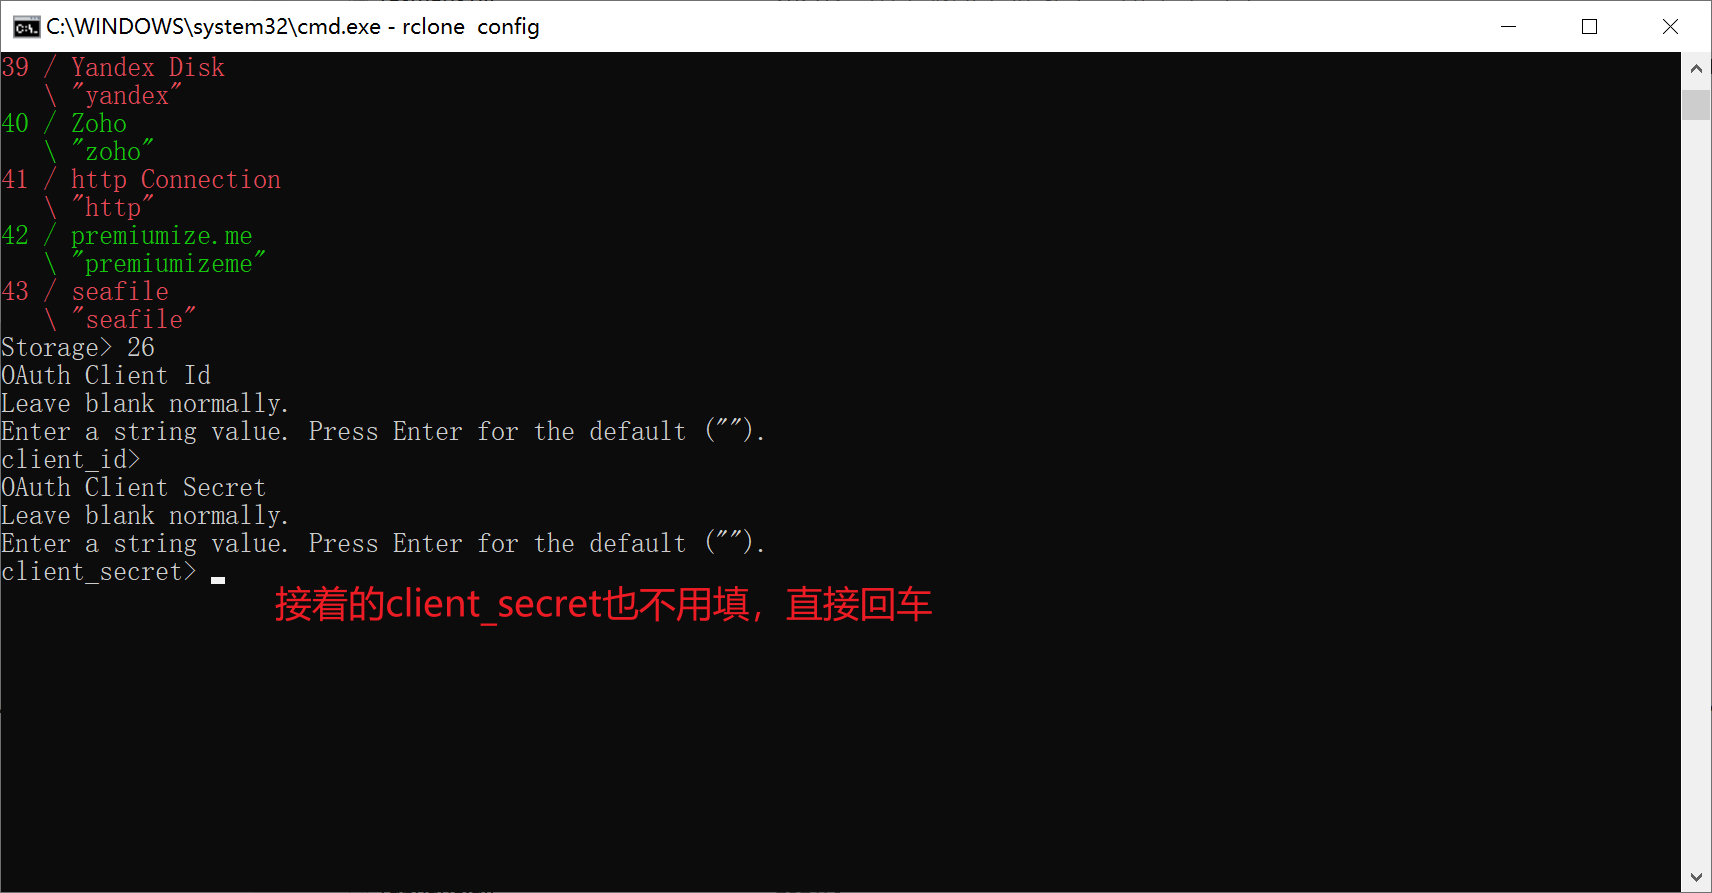 C:\WINDOWS\system32\cmd.exe - rclone  config
39 / Yandex Disk
   \ "yandex"
40 / Zoho
   \ "zoho"
41 / http Connection
   \ "http"
42 / premiumize.me
   \ "premiumizeme"
43 / seafile
   \ "seafile"
Storage> 26
OAuth Client Id
Leave blank normally.
Enter a string value. Press Enter for the default ("").
client_id>
OAuth Client Secret
Leave blank normally.
Enter a string value. Press Enter for the default ("").
client_secret>
接着的client_secret也不用填，直接回车